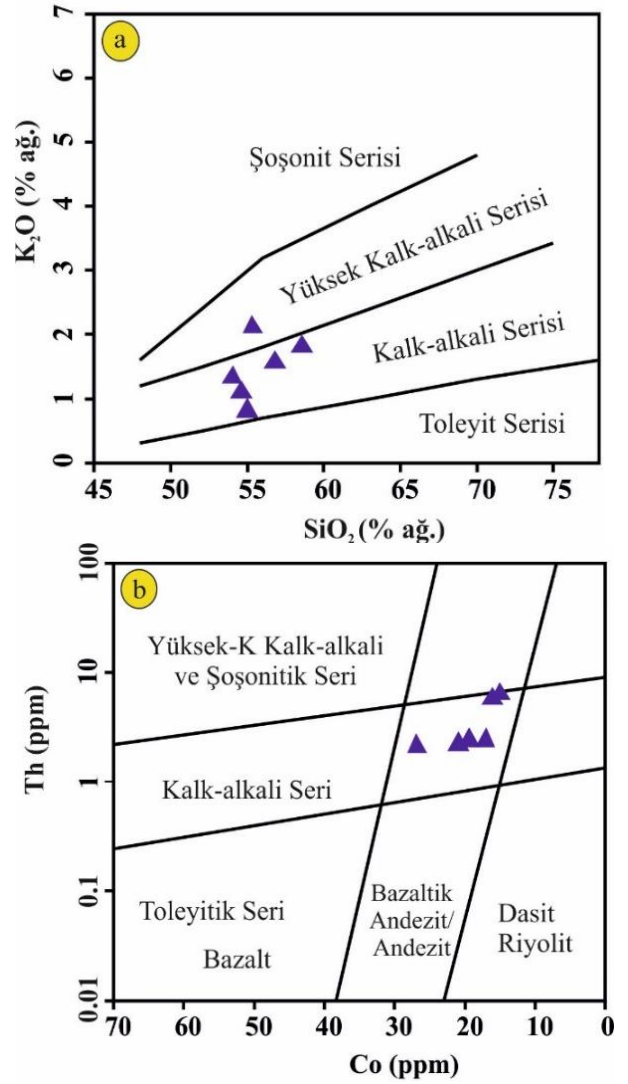 a
7
6
5
4
3
2
1
0
K₂O (% ağ.)
Şoşonit Serisi
Yüksek Kalk-alkali Serisi
Kalk-alkali Serisi
Toleyit Serisi
45 50 55 60 65 70 75
SiO₂ (% ağ.)
b
100
10
1
0.1
0.01
Th (ppm)
Yüksek-K Kalk-alkali
ve Şoşonitik Seri
Kalk-alkali Seri
Toleyitik Seri
Bazalt
Bazaltik
Andezit/
Andezit
Dasit
Riyolit
70 60 50 40 30 20 10 0
Co (ppm)